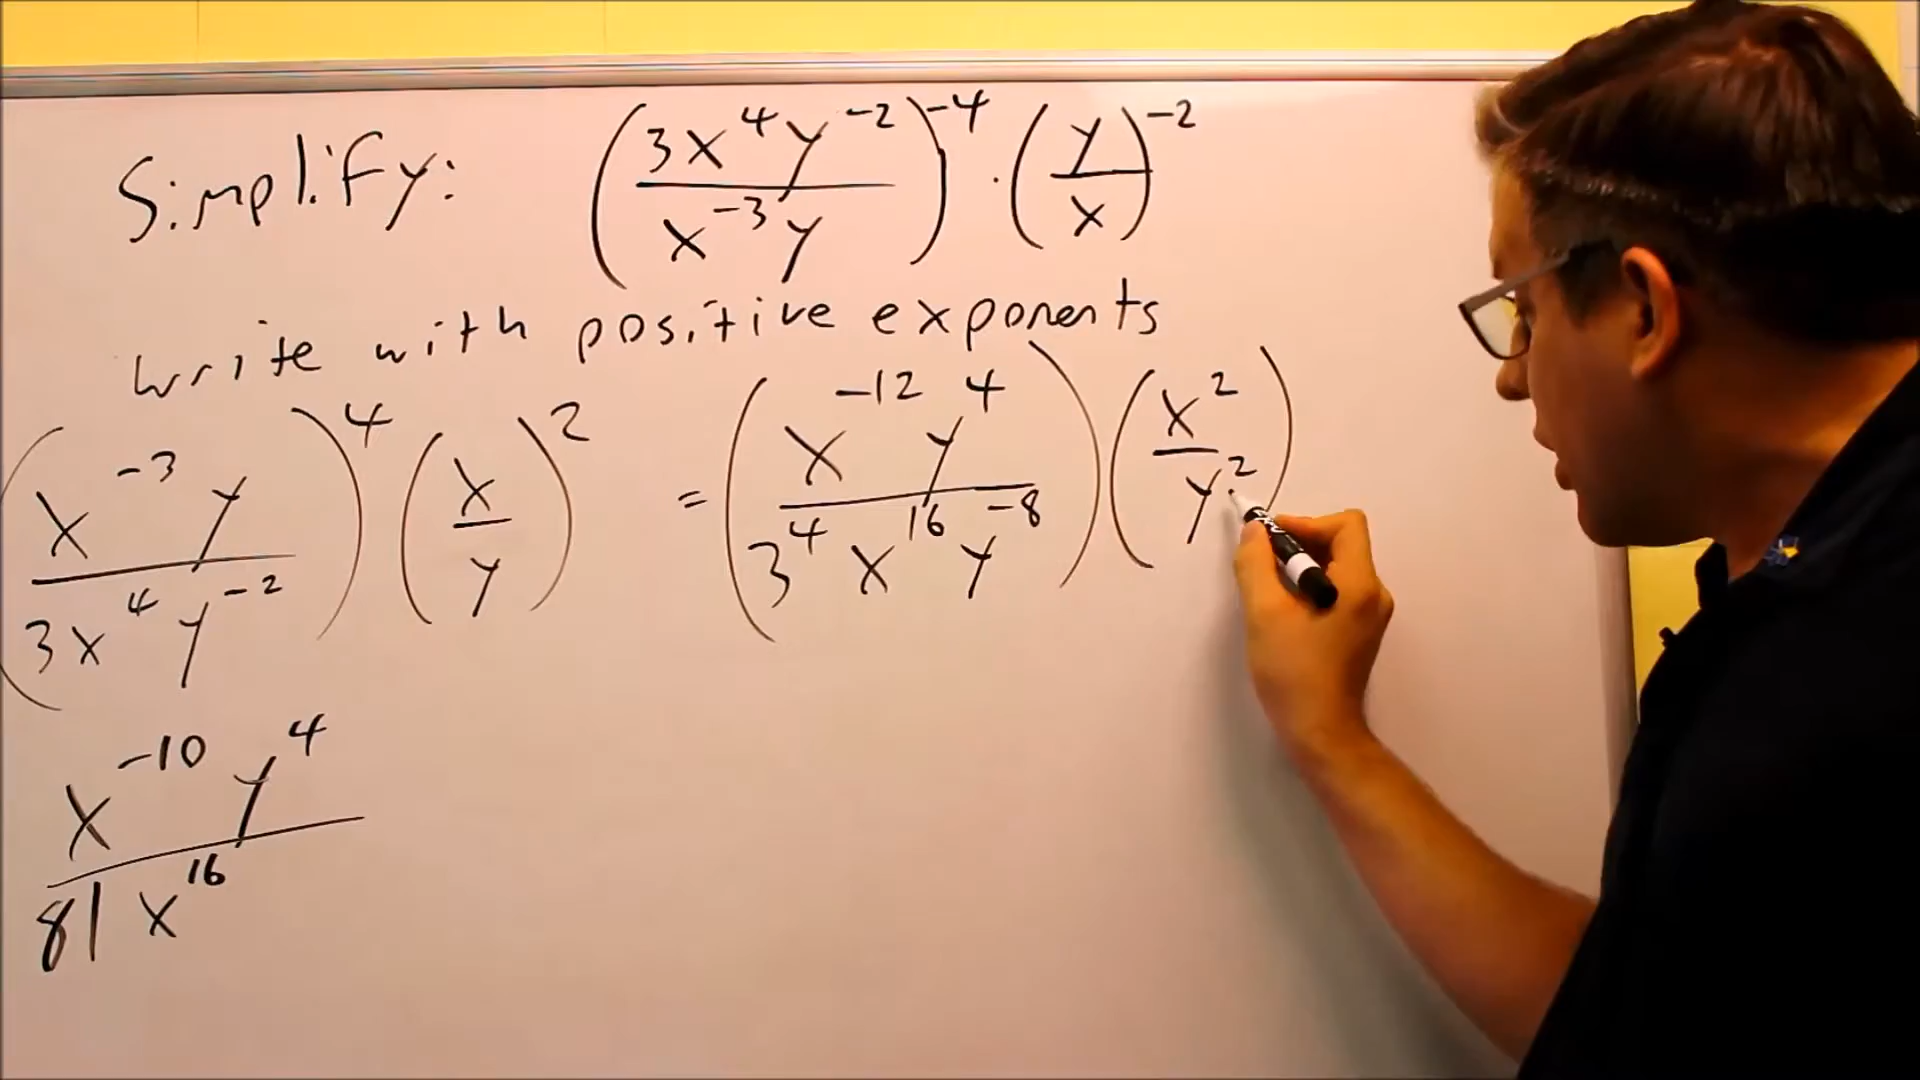 Simplify: (3x^4 y^-2 / x^-3 y)^-4 · (y / x)^-2
Write with positive exponents
(x^-3 y / 3x^4 y^-2)^4 (x / y)^2 = (x^-12 y^4 / 3^4 x^16 y^-8) (x^2 / y^2)
x^-10 y^4 / 81 x^16